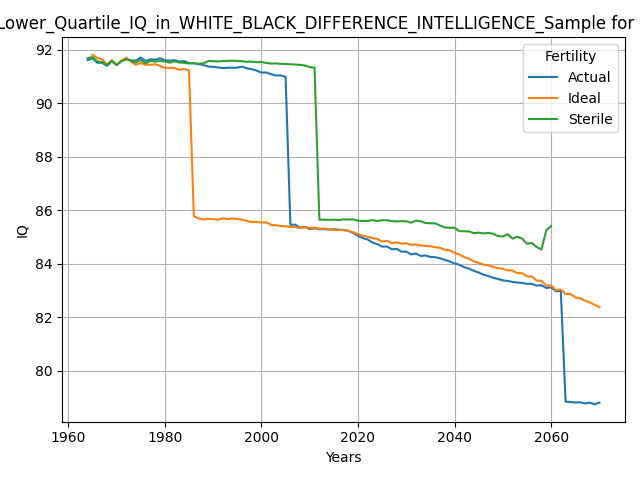 Lower_Quartile_IQ_in_WHITE_BLACK_DIFFERENCE_INTELLIGENCE_Sample for
92
90
88
86
84
82
80
IQ
Fertility
Actual
Ideal
Sterile
1960
1980
2000
2020
2040
2060
Years